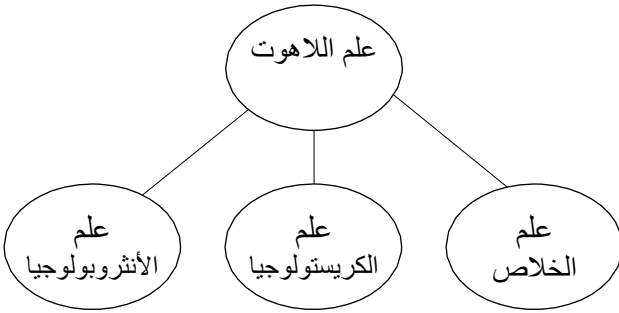 علم اللاهوت
علم
الخلاص
علم
الكريستولوجيا
علم
الأنثروبولوجيا